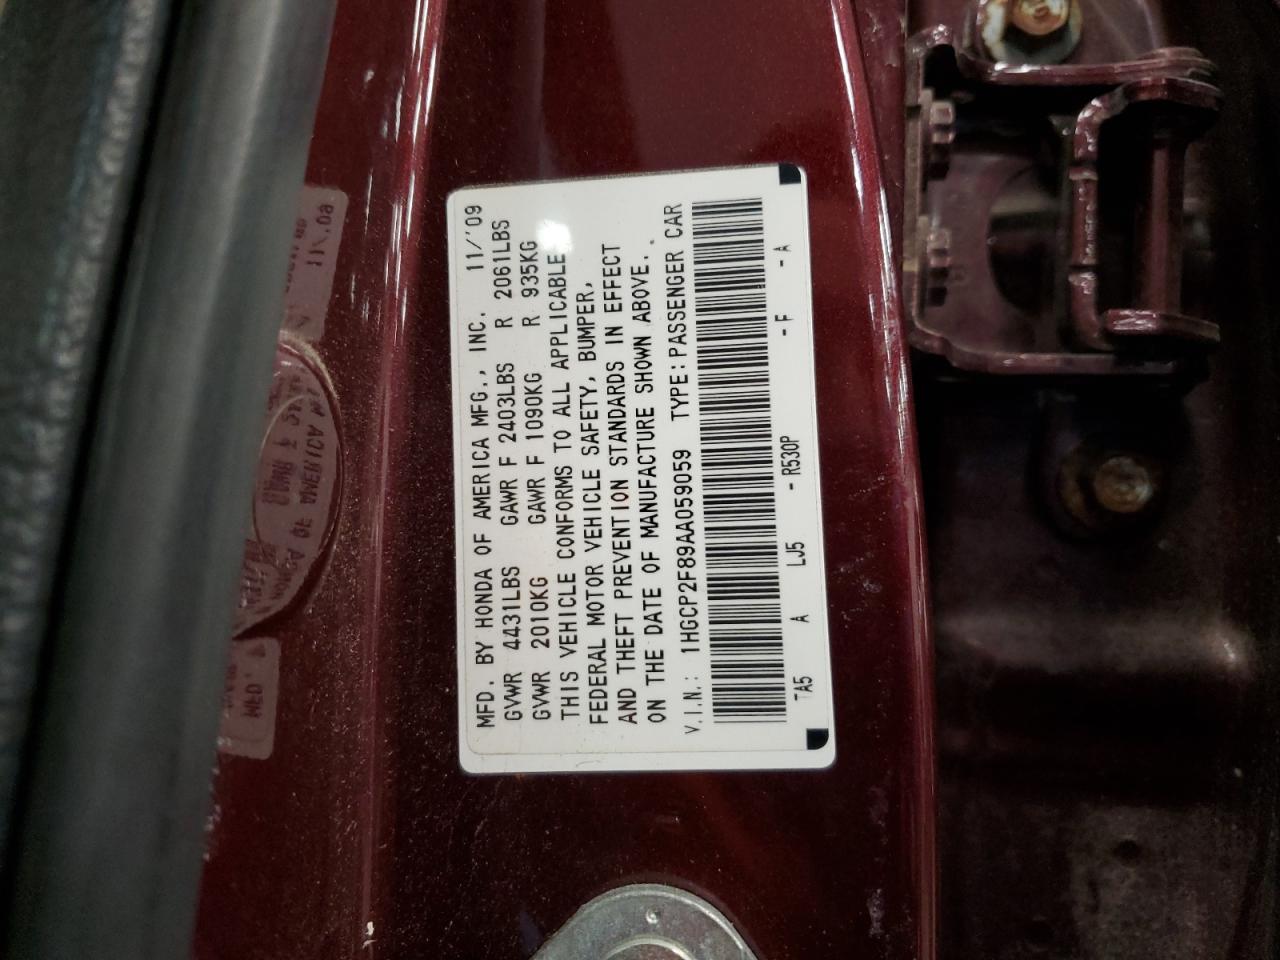 MFD. BY HONDA OF AMERICA MFG., INC. 11/'09
GVWR 4431LBS GAWR F 2403LBS R 2061LBS
GVWR 2010KG GAWR F 1090KG R 935KG
THIS VEHICLE CONFORMS TO ALL APPLICABLE
FEDERAL MOTOR VEHICLE SAFETY, BUMPER,
AND THEFT PREVENTION STANDARDS IN EFFECT
ON THE DATE OF MANUFACTURE SHOWN ABOVE.
V.I.N.: 1HGCP2F89AA059059 TYPE:PASSENGER CAR
TA5 A LJ5 - R530P - F - A